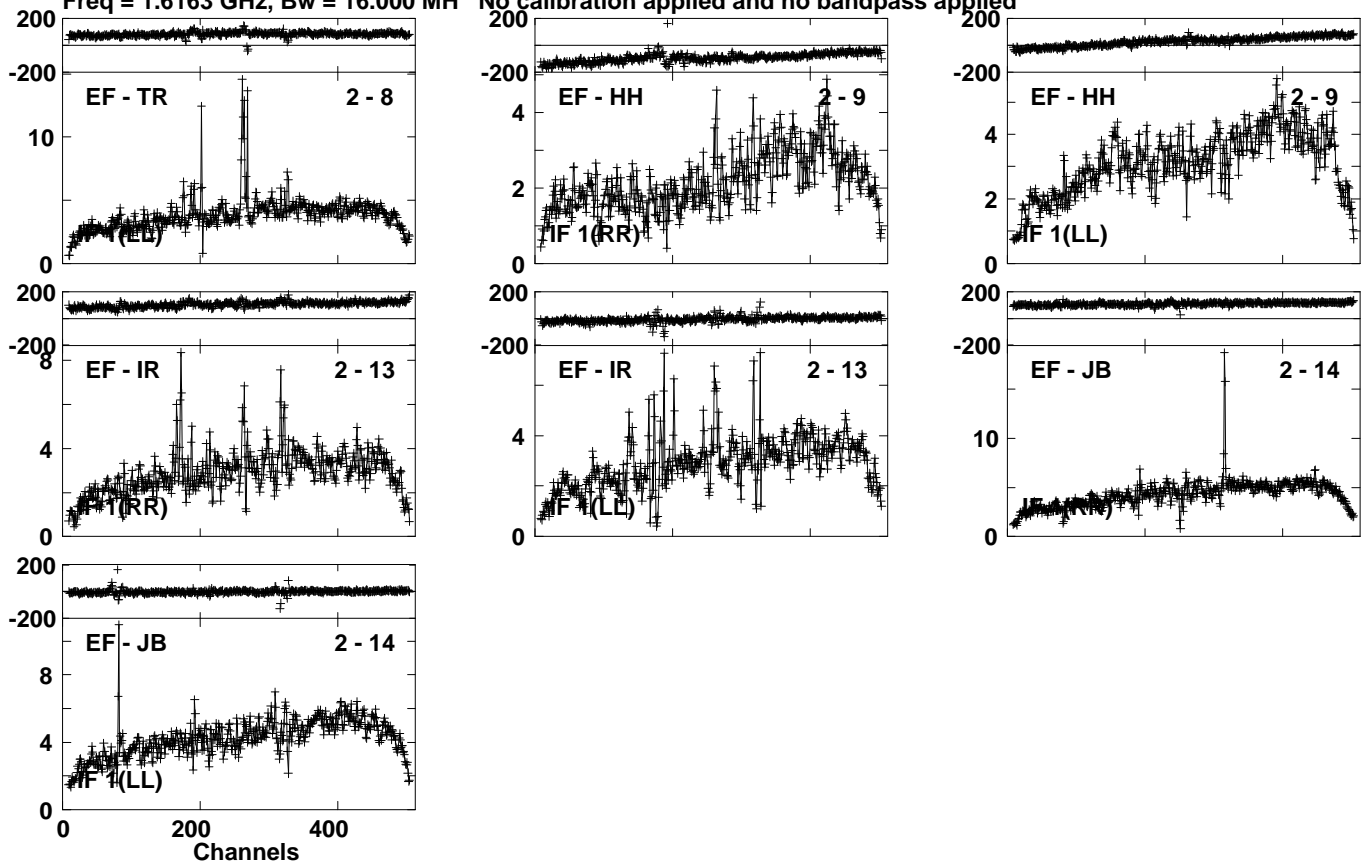 Freq = 1.6163 GHz, Bw = 16.000 MH No calibration applied and no bandpass applied
200
-200
EF - TR 2 - 8
10
IF 1(LL)
0
200
-200
EF - HH 2 - 9
4
2
IF 1(RR)
0
200
-200
EF - HH 2 - 9
4
2
IF 1(LL)
0
200
-200
8
EF - IR 2 - 13
4
IF 1(RR)
0
200
-200
EF - IR 2 - 13
4
IF 1(LL)
0
200
-200
EF - JB 2 - 14
10
IF 1(RR)
0
200
-200
EF - JB 2 - 14
8
4
IF 1(LL)
0
0 200 400
Channels